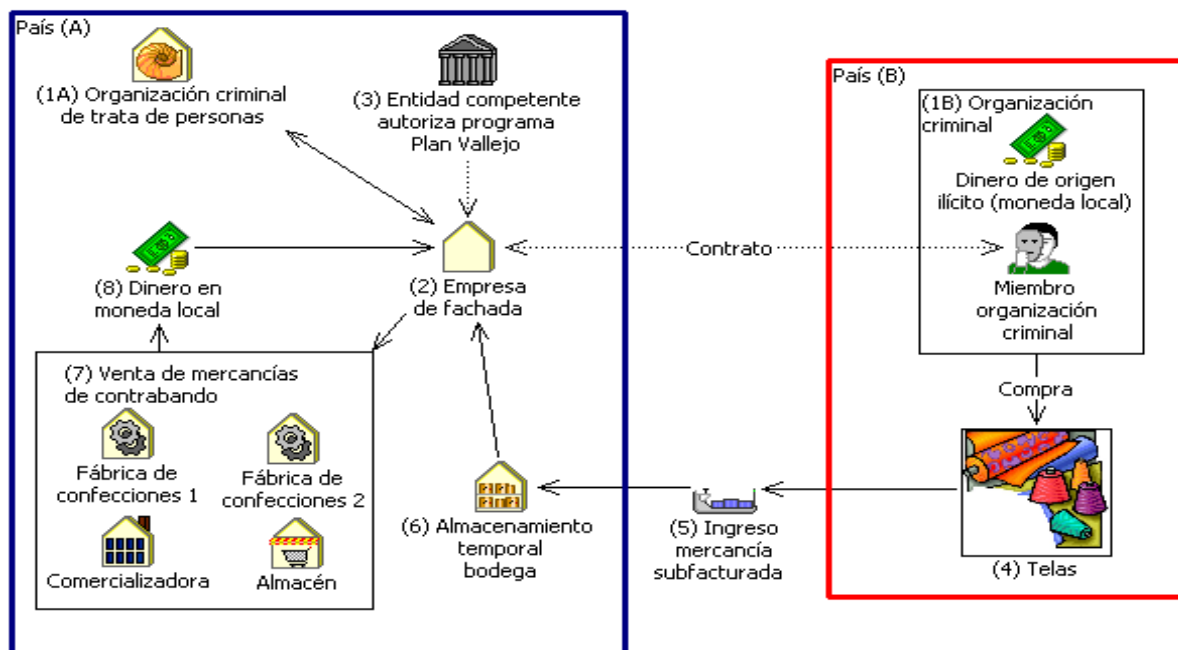 País (A)
(1A) Organización criminal
de trata de personas
(3) Entidad competente
autoriza programa
Plan Vallejo
(8) Dinero en
moneda local
(2) Empresa
de fachada
Contrato
(7) Venta de mercancías
de contrabando
Fábrica de
confecciones 1
Fábrica de
confecciones 2
Comercializadora
Almacén
(6) Almacenamiento
temporal
bodega
(5) Ingreso
mercancía
subfacturada
País (B)
(1B) Organización
criminal
Dinero de origen
ilícito (moneda local)
Miembro
organización
criminal
Compra
(4) Telas